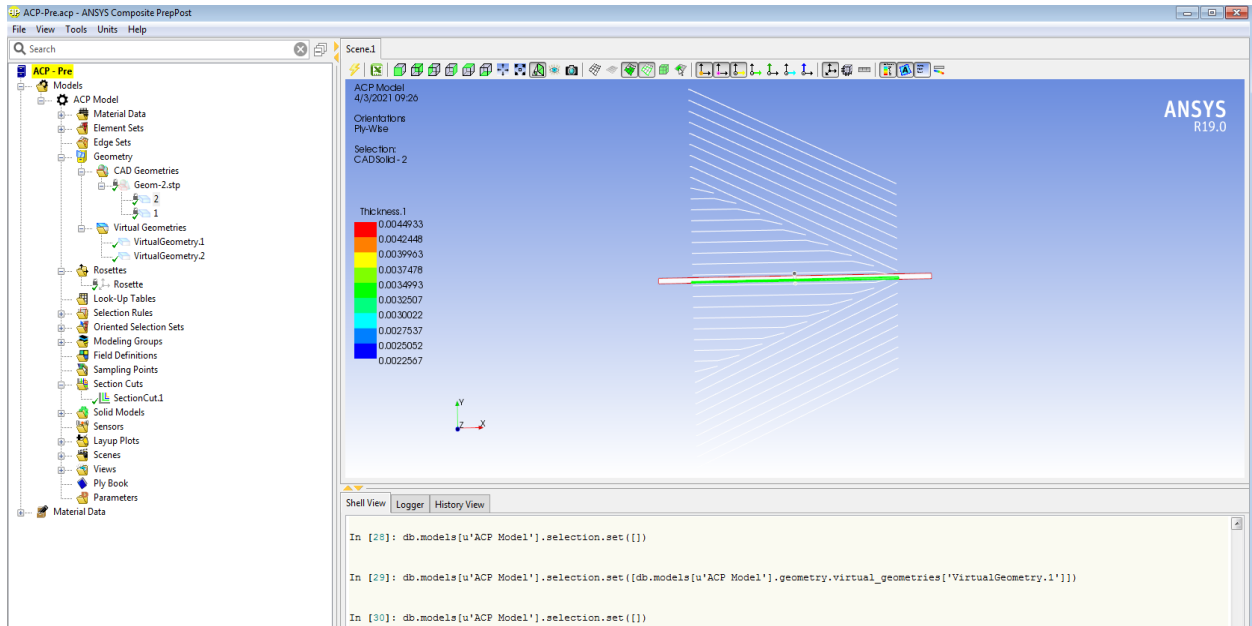 ACP-Pre.acp - ANSYS Composite PrepPost
File View Tools Units Help
Search
ACP - Pre
Models
ACP Model
Material Data
Element Sets
Edge Sets
Geometry
CAD Geometries
Geom-2.stp
2
1
Virtual Geometries
VirtualGeometry.1
VirtualGeometry.2
Rosettes
Rosette
Look-Up Tables
Selection Rules
Oriented Selection Sets
Modeling Groups
Field Definitions
Sampling Points
Section Cuts
SectionCut.1
Solid Models
Sensors
Layup Plots
Scenes
Views
Ply Book
Parameters
Material Data
Scene.1
ACP Model
4/3/2021 09:26
Orientations
Ply-Wise
Selection:
CADSolid - 2
Thickness.1
0.0044933
0.0042448
0.0039963
0.0037478
0.0034993
0.0032507
0.0030022
0.0027537
0.0025052
0.0022567
ANSYS
R19.0
Y
Z X
Shell View Logger History View
In [28]: db.models[u'ACP Model'].selection.set([])
In [29]: db.models[u'ACP Model'].selection.set([db.models[u'ACP Model'].geometry.virtual_geometries['VirtualGeometry.1']])
In [30]: db.models[u'ACP Model'].selection.set([])